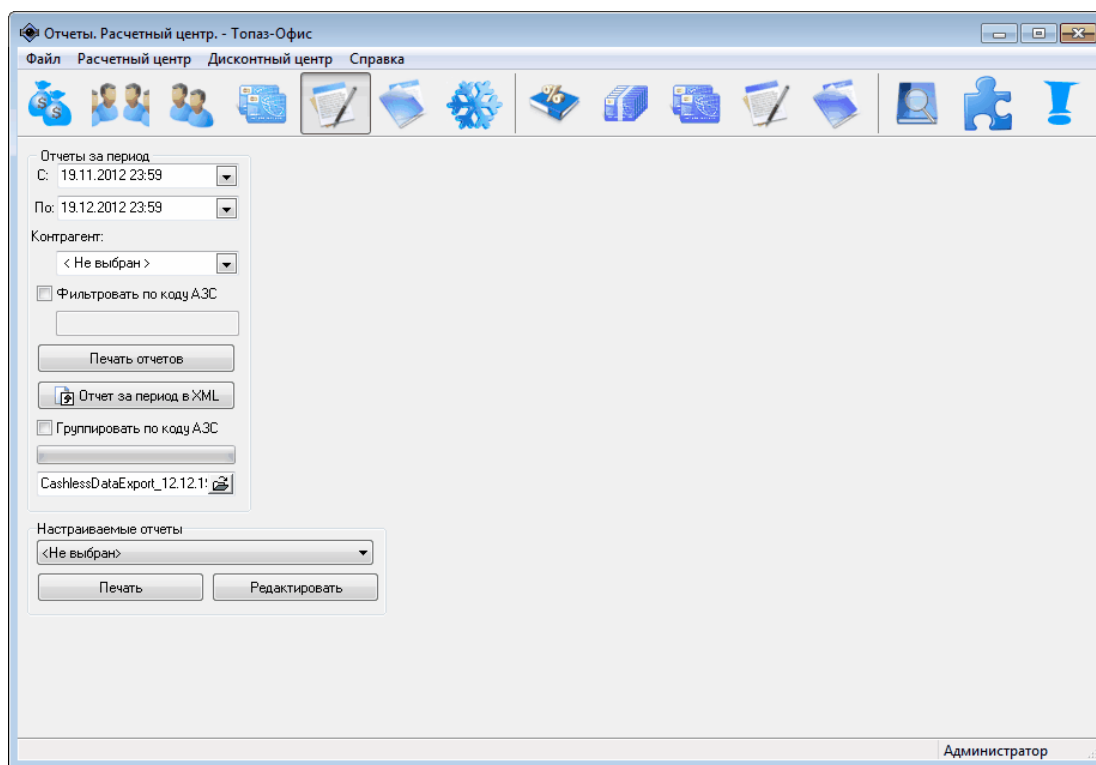 Отчеты. Расчетный центр. - Топаз-Офис
Файл Расчетный центр Дисконтный центр Справка
Отчеты за период
С: 19.11.2012 23:59
По: 19.12.2012 23:59
Контрагент:
< Не выбран >
Фильтровать по коду АЗС
Печать отчетов
Отчет за период в XML
Группировать по коду АЗС
CashlessDataExport_12.12.1
Настраиваемые отчеты
<Не выбран>
Печать Редактировать
Администратор